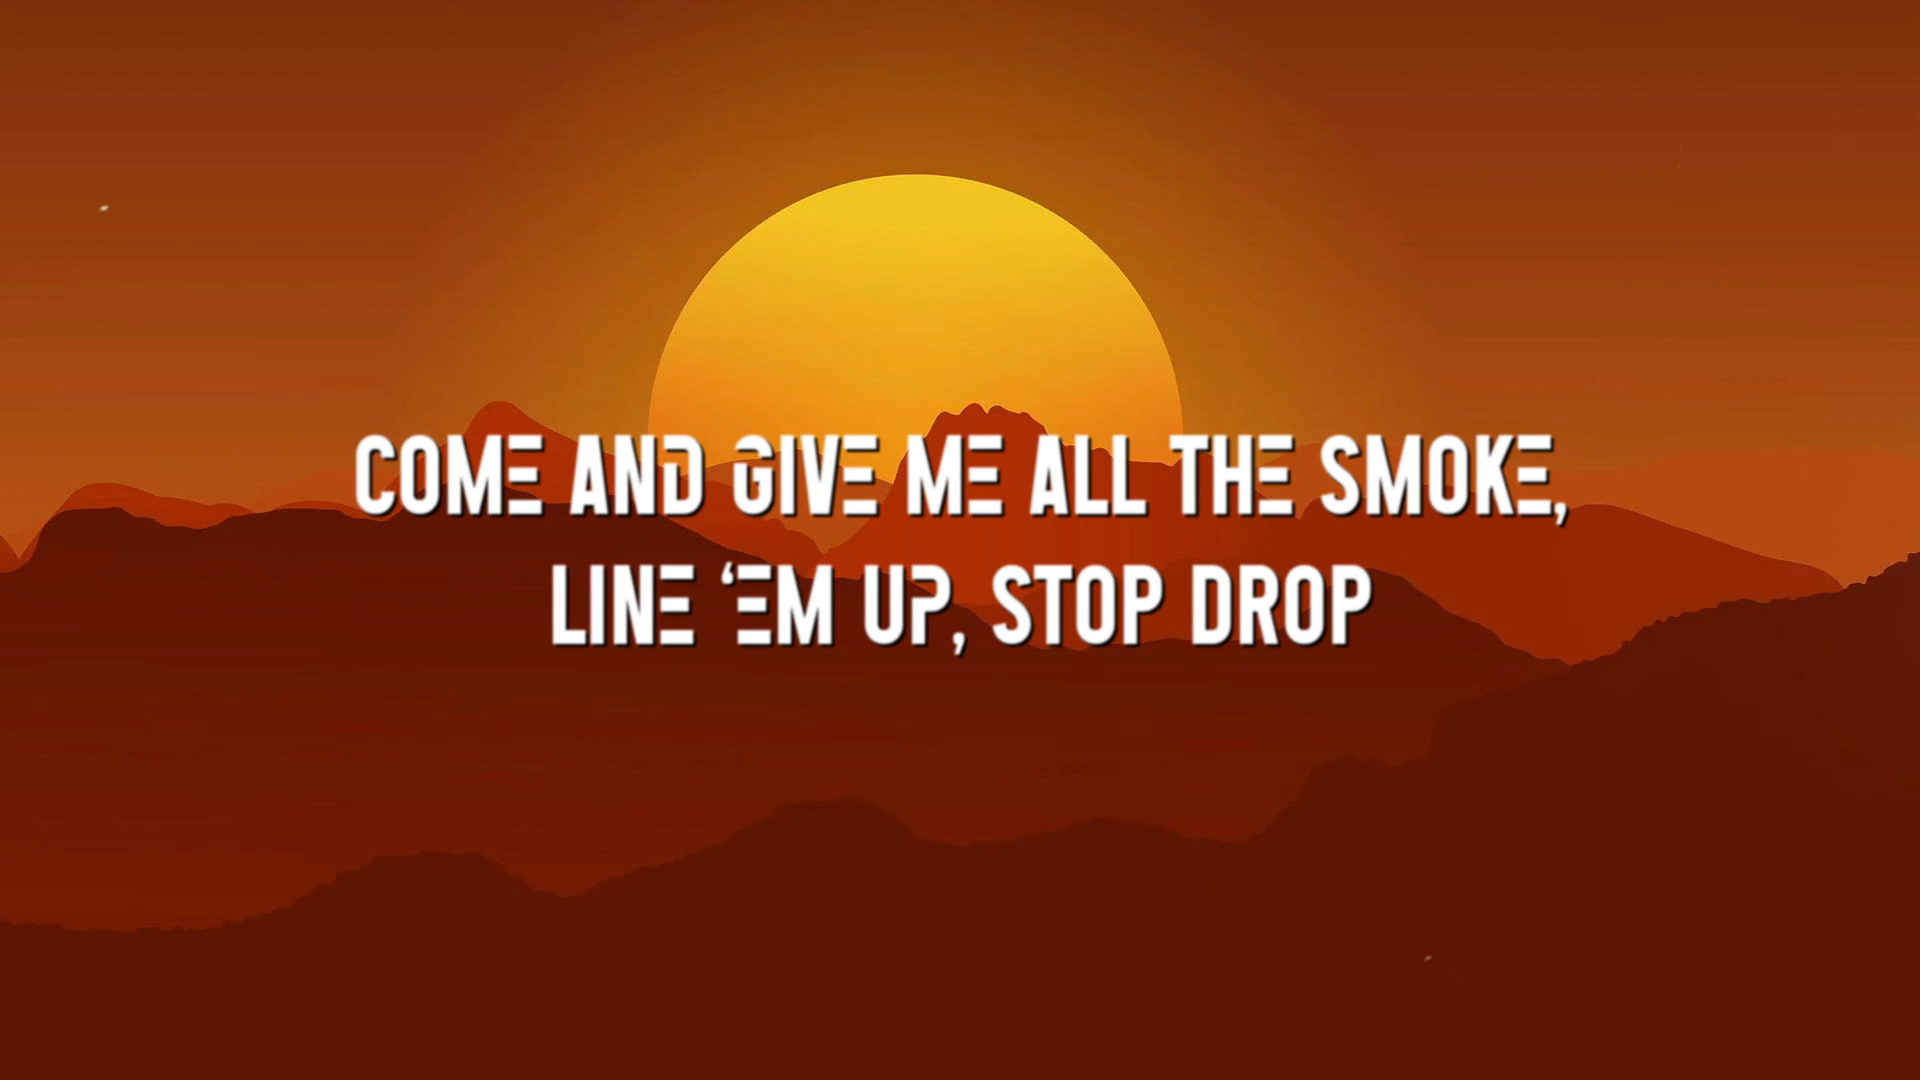 COME AND GIVE ME ALL THE SMOKE,
LINE ‘EM UP, STOP DROP